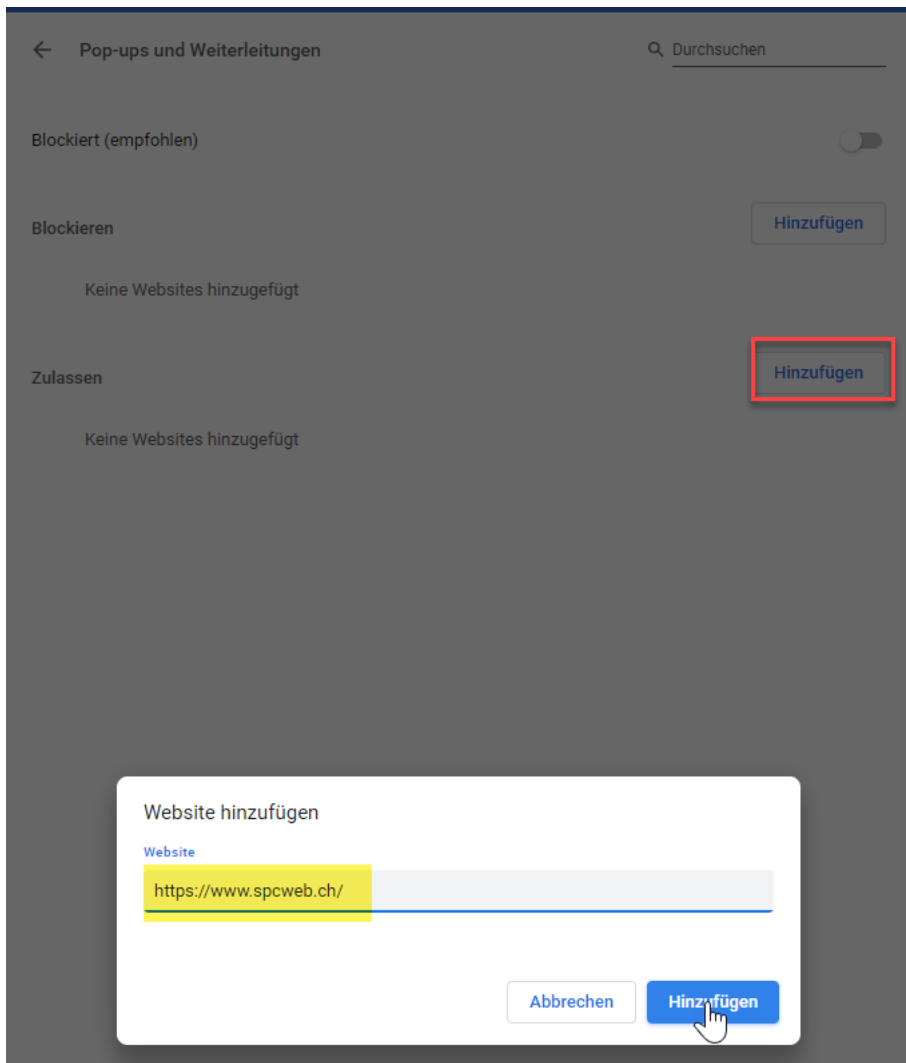 Pop-ups und Weiterleitungen
Durchsuchen
Blockiert (empfohlen)
Blockieren
Hinzufügen
Keine Websites hinzugefügt
Zulassen
Hinzufügen
Keine Websites hinzugefügt
Website hinzufügen
Website
https://www.spcweb.ch/
Abbrechen
Hinzufügen